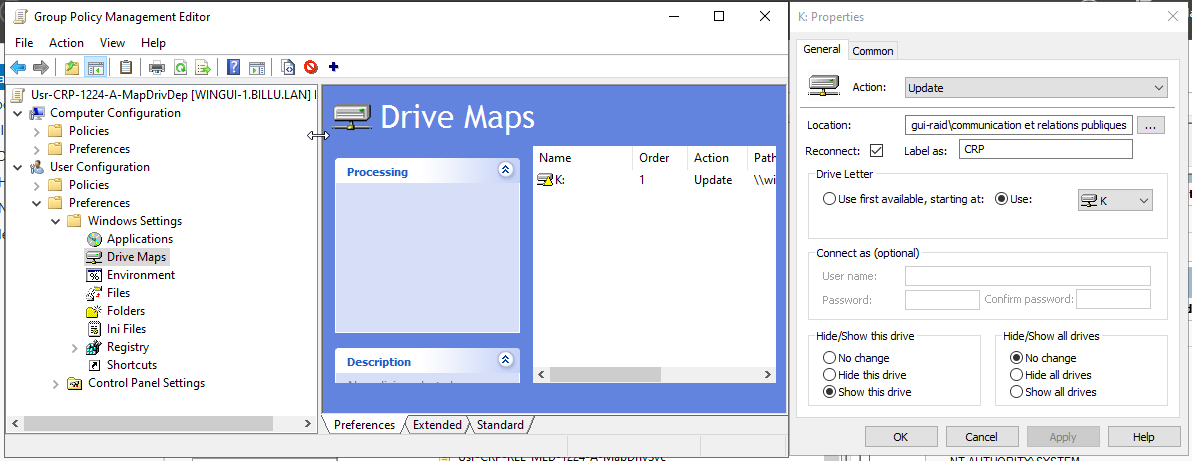 Group Policy Management Editor
File Action View Help
Usr-CRP-1224-A-MapDrivDep [WINGUI-1.BILLU.LAN]
Computer Configuration
Policies
Preferences
User Configuration
Policies
Preferences
Windows Settings
Applications
Drive Maps
Environment
Files
Folders
Ini Files
Registry
Shortcuts
Control Panel Settings
Drive Maps
Processing
Description
Name Order Action Path
K: 1 Update \\wi
Preferences Extended Standard
K: Properties
General Common
Action: Update
Location: gui-raid\communication et relations publiques ...
Reconnect: Label as: CRP
Drive Letter
Use first available, starting at: Use: K
Connect as (optional)
User name:
Password: Confirm password:
Hide/Show this drive
No change
Hide this drive
Show this drive
Hide/Show all drives
No change
Hide all drives
Show all drives
OK Cancel Apply Help